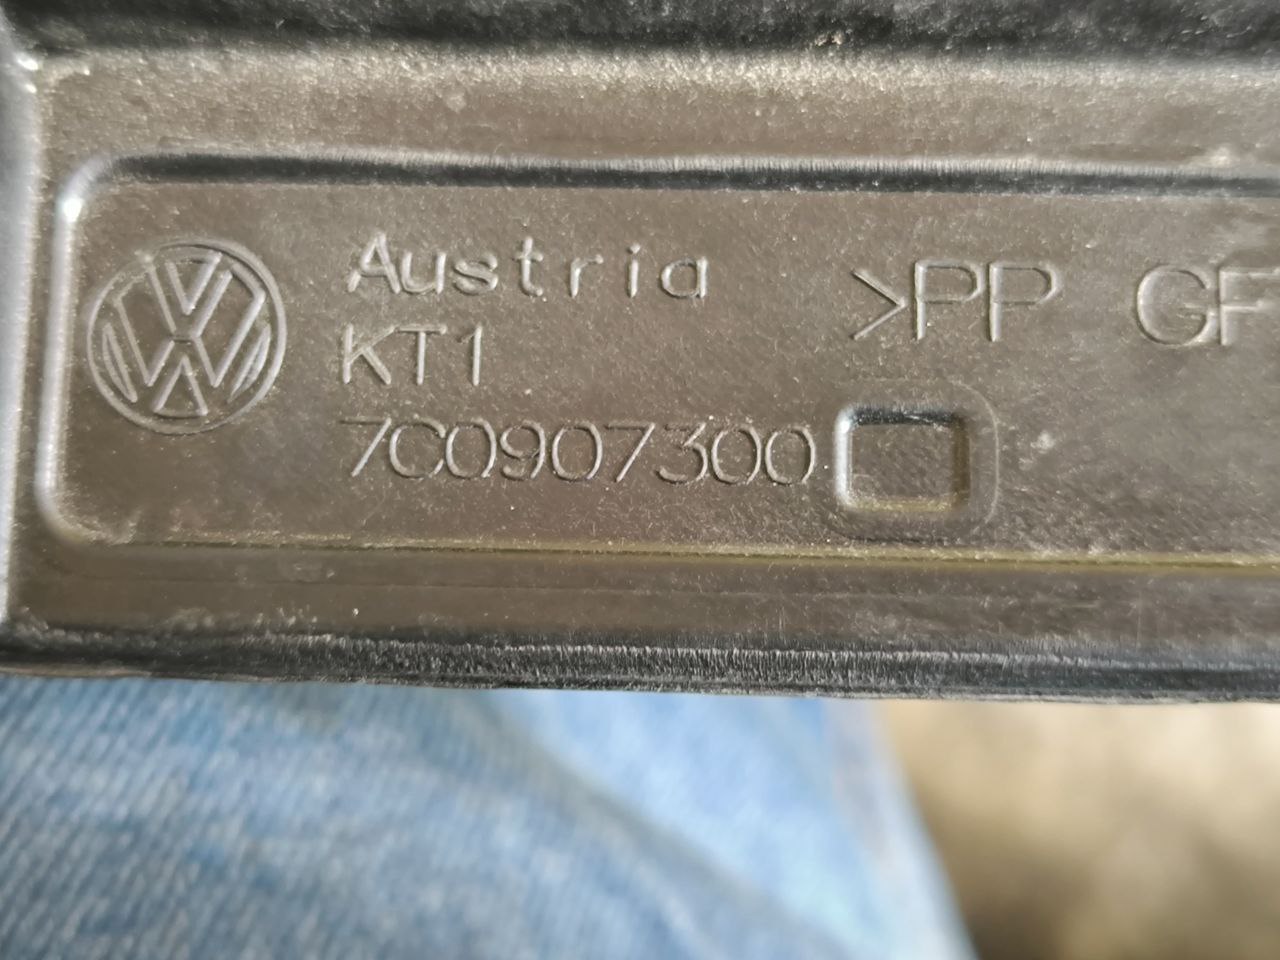 Austria
KT1
7C0907300
>PP GF